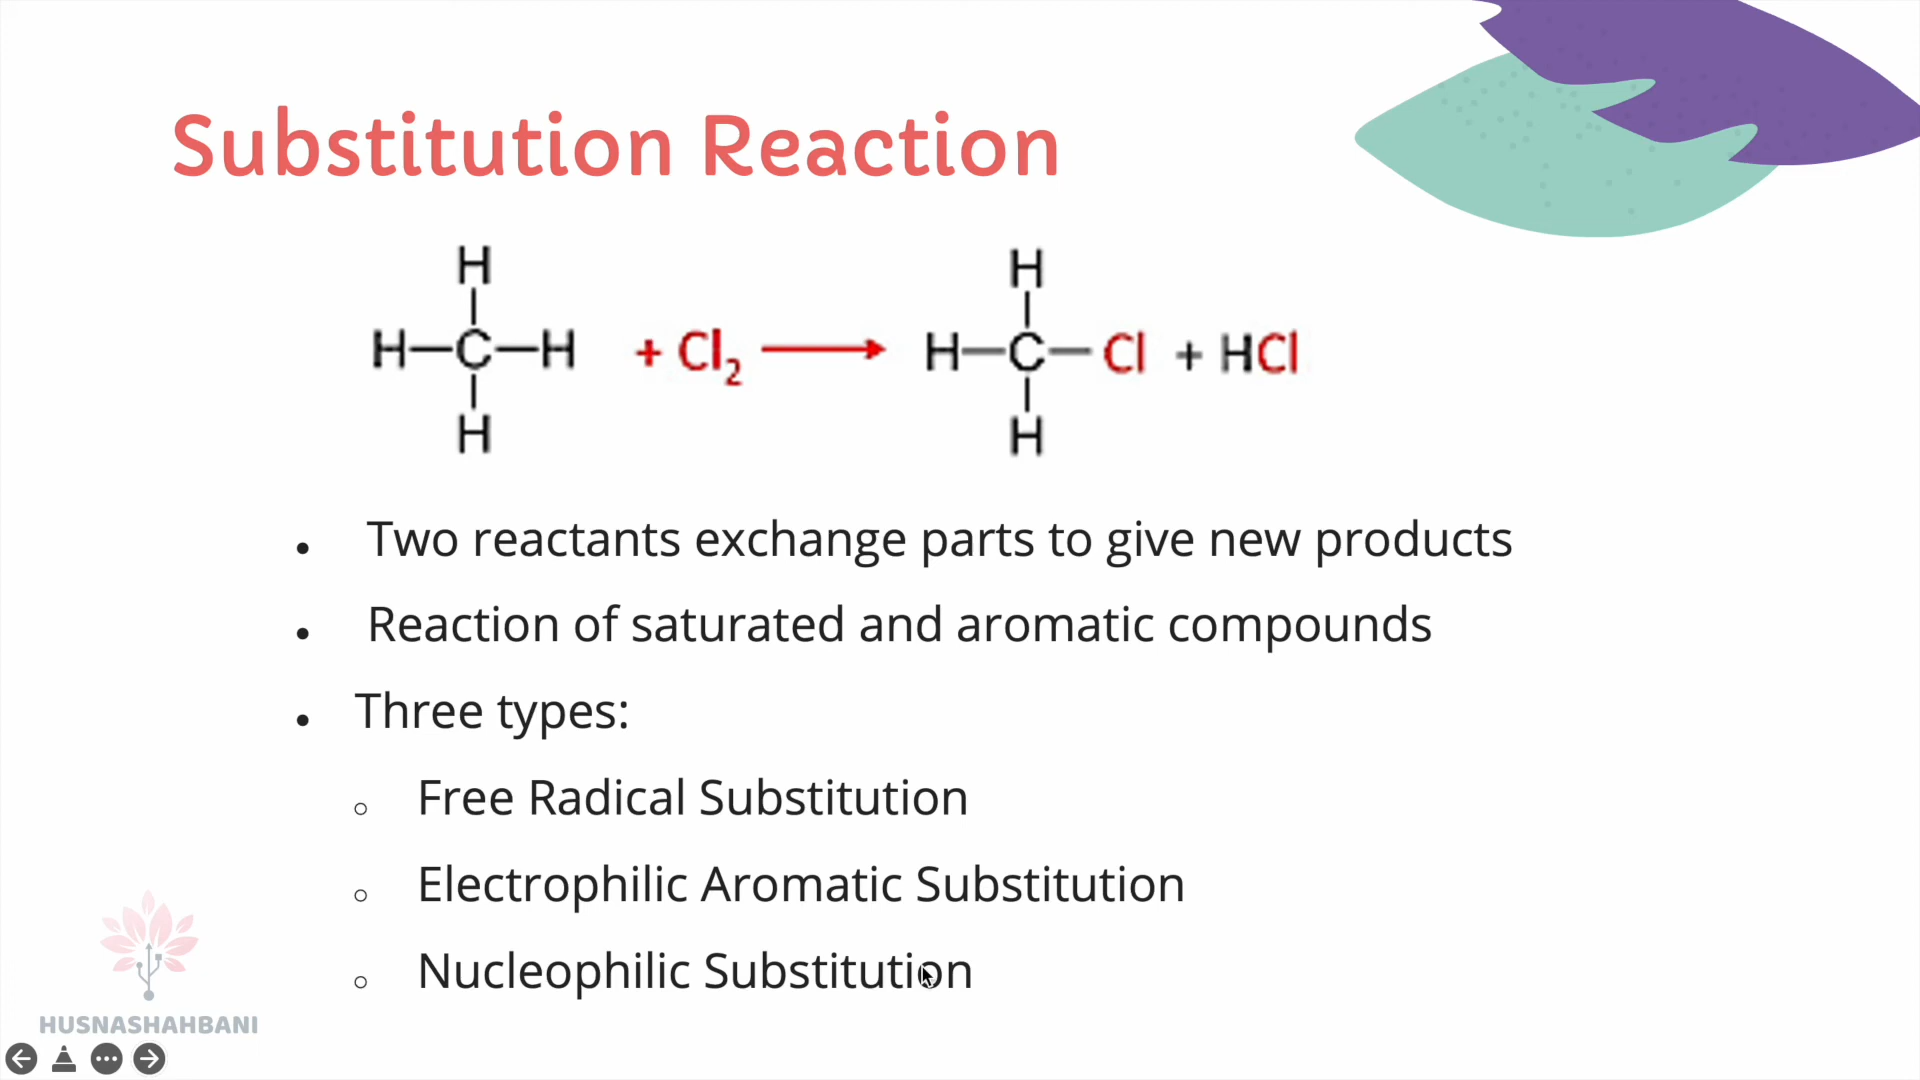 Substitution Reaction
H H
H—C—H + Cl₂ → H—C—Cl + HCl
H H
• Two reactants exchange parts to give new products
• Reaction of saturated and aromatic compounds
• Three types:
○ Free Radical Substitution
○ Electrophilic Aromatic Substitution
○ Nucleophilic Substitution
HUSNASHAHBANI